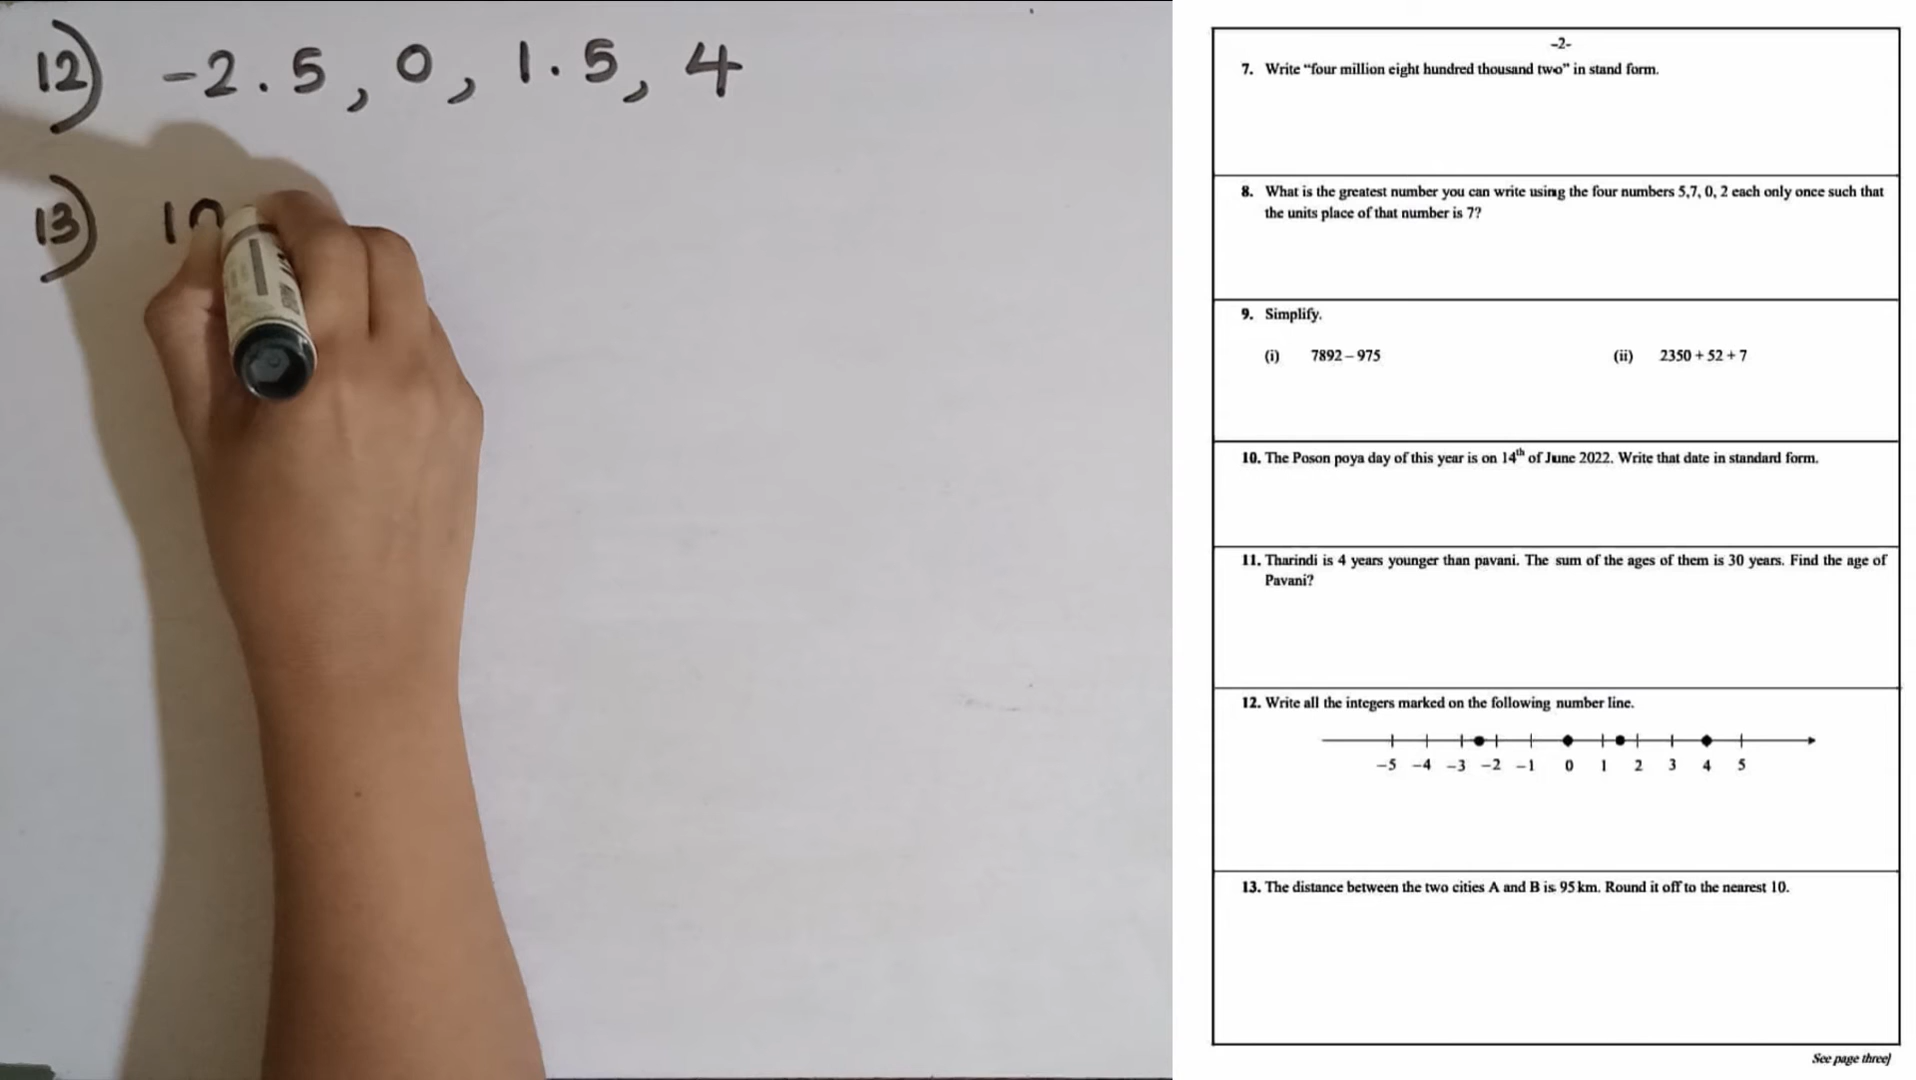 12) -2.5, 0, 1.5, 4
13) 10
-2-
7. Write “four million eight hundred thousand two” in stand form.
8. What is the greatest number you can write using the four numbers 5,7, 0, 2 each only once such that
the units place of that number is 7?
9. Simplify.
(i) 7892 – 975 (ii) 2350 + 52 + 7
10. The Poson poya day of this year is on 14th of June 2022. Write that date in standard form.
11. Tharindi is 4 years younger than pavani. The sum of the ages of them is 30 years. Find the age of
Pavani?
12. Write all the integers marked on the following number line.
–5 –4 –3 –2 –1 0 1 2 3 4 5
13. The distance between the two cities A and B is 95 km. Round it off to the nearest 10.
See page three]